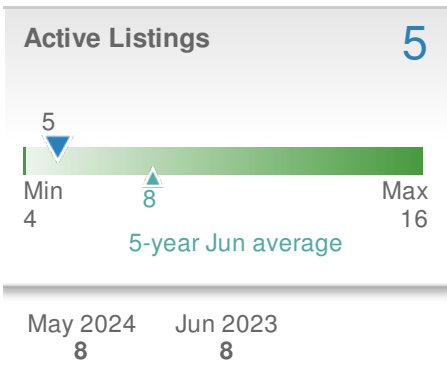 Active Listings 5
5
Min Max
8
4 16
5-year Jun average
May 2024 Jun 2023
8 8